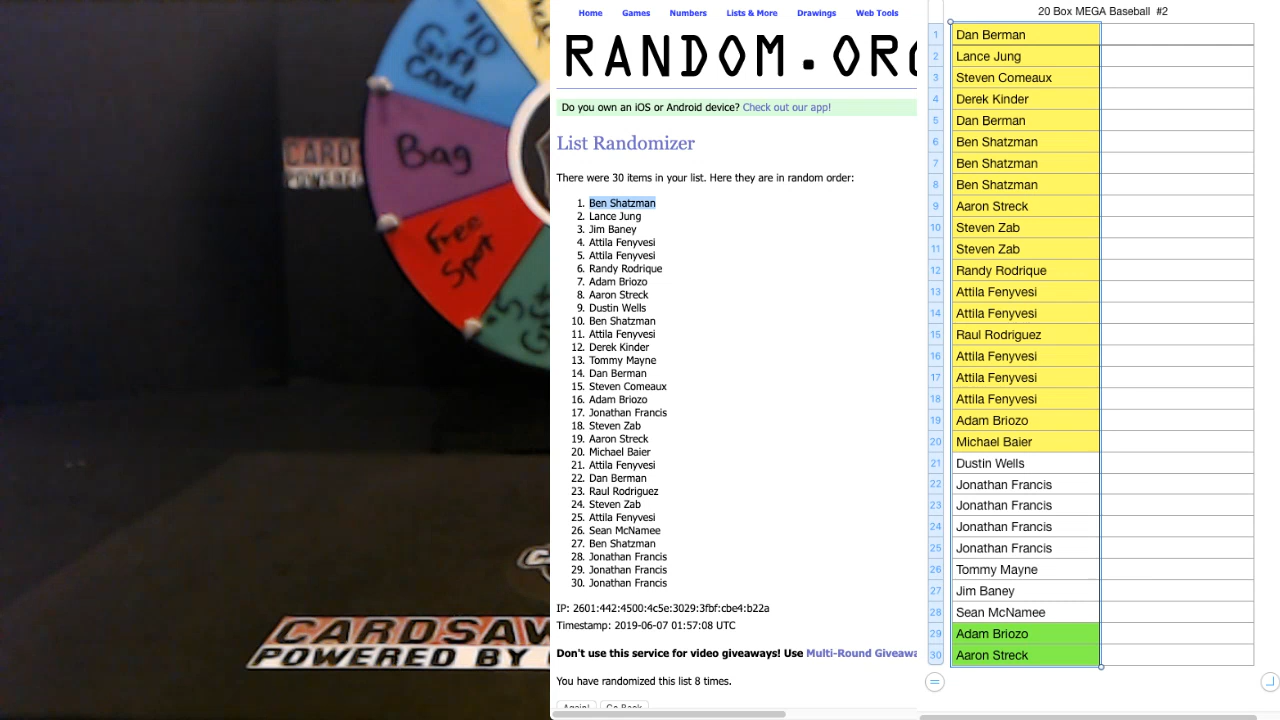 $10
Gift
Card
Bag
Free
Spot
CARDS
POWERED
CARDSAV
POWERED BY
Home Games Numbers Lists & More Drawings Web Tools
RANDOM.ORG
Do you own an iOS or Android device? Check out our app!
List Randomizer
There were 30 items in your list. Here they are in random order:
1. Ben Shatzman
2. Lance Jung
3. Jim Baney
4. Attila Fenyvesi
5. Attila Fenyvesi
6. Randy Rodrique
7. Adam Briozo
8. Aaron Streck
9. Dustin Wells
10. Ben Shatzman
11. Attila Fenyvesi
12. Derek Kinder
13. Tommy Mayne
14. Dan Berman
15. Steven Comeaux
16. Adam Briozo
17. Jonathan Francis
18. Steven Zab
19. Aaron Streck
20. Michael Baier
21. Attila Fenyvesi
22. Dan Berman
23. Raul Rodriguez
24. Steven Zab
25. Attila Fenyvesi
26. Sean McNamee
27. Ben Shatzman
28. Jonathan Francis
29. Jonathan Francis
30. Jonathan Francis
IP: 2601:442:4500:4c5e:3029:3fbf:cbe4:b22a
Timestamp: 2019-06-07 01:57:08 UTC
Don't use this service for video giveaways! Use Multi-Round Giveawa
You have randomized this list 8 times.
Again! Go Back
20 Box MEGA Baseball #2
1 Dan Berman
2 Lance Jung
3 Steven Comeaux
4 Derek Kinder
5 Dan Berman
6 Ben Shatzman
7 Ben Shatzman
8 Ben Shatzman
9 Aaron Streck
10 Steven Zab
11 Steven Zab
12 Randy Rodrique
13 Attila Fenyvesi
14 Attila Fenyvesi
15 Raul Rodriguez
16 Attila Fenyvesi
17 Attila Fenyvesi
18 Attila Fenyvesi
19 Adam Briozo
20 Michael Baier
21 Dustin Wells
22 Jonathan Francis
23 Jonathan Francis
24 Jonathan Francis
25 Jonathan Francis
26 Tommy Mayne
27 Jim Baney
28 Sean McNamee
29 Adam Briozo
30 Aaron Streck